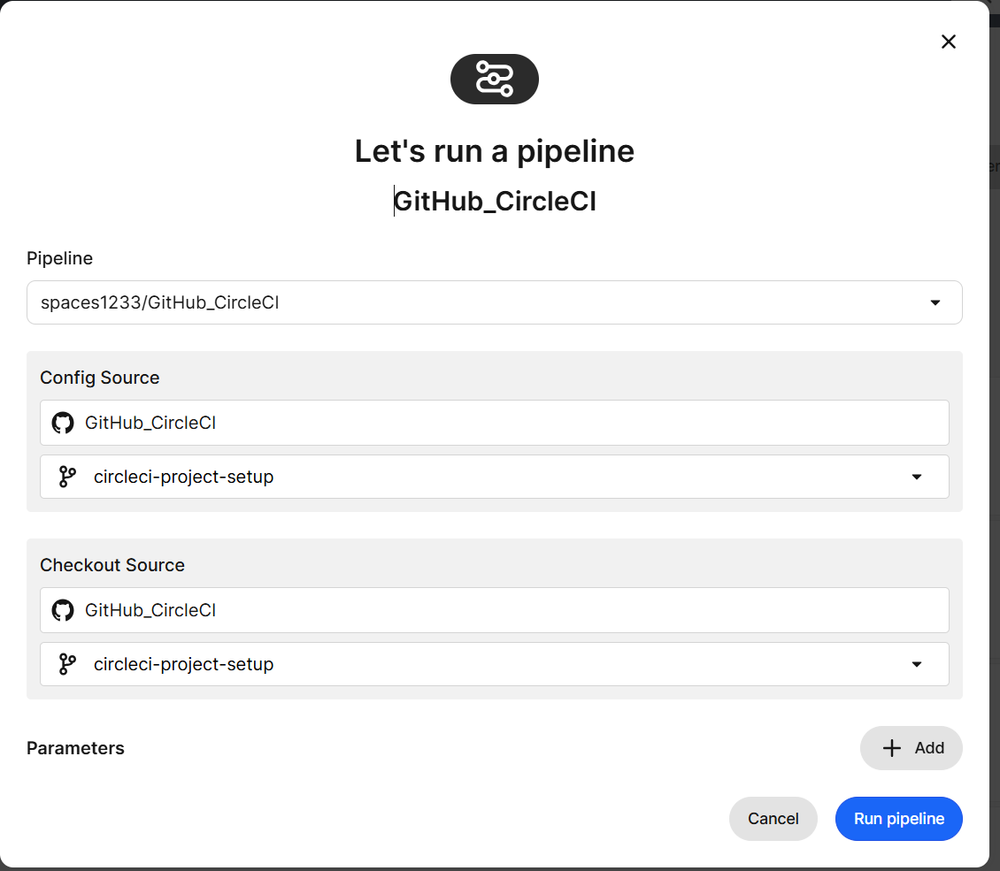 Let's run a pipeline
GitHub_CircleCI
Pipeline
spaces1233/GitHub_CircleCI
Config Source
GitHub_CircleCI
circleci-project-setup
Checkout Source
GitHub_CircleCI
circleci-project-setup
Parameters
Add
Cancel
Run pipeline